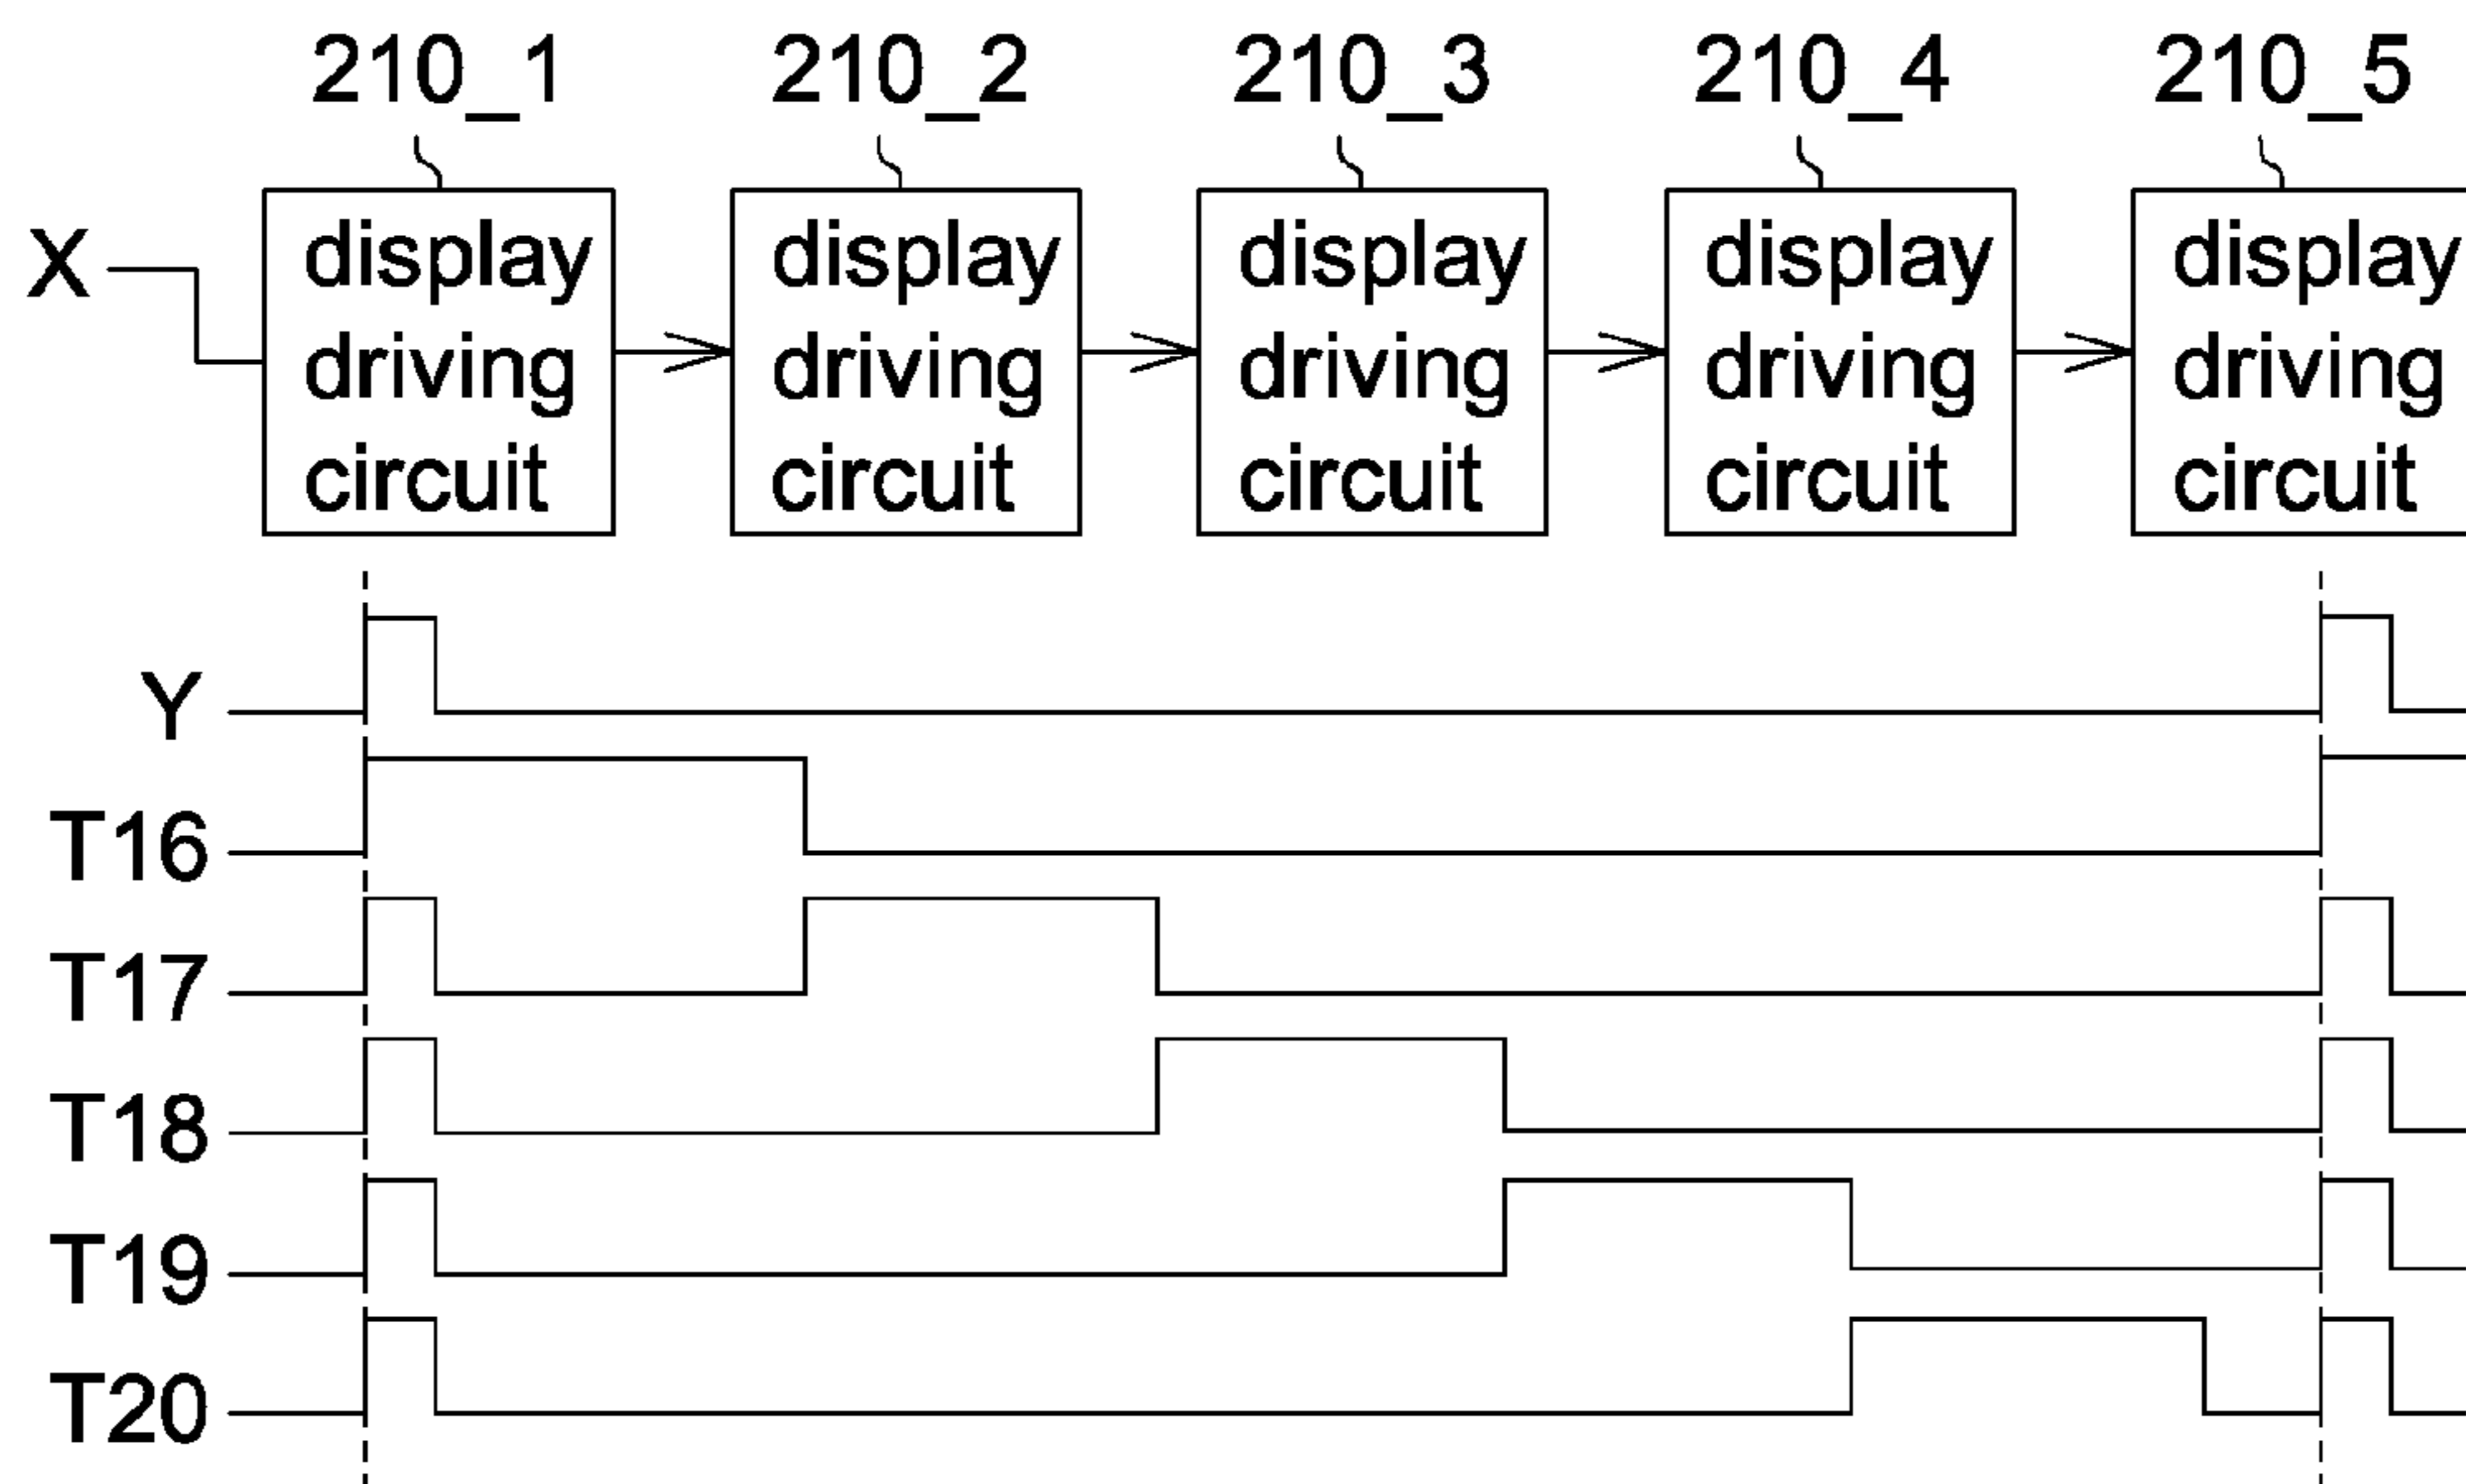 210_1 210_2 210_3 210_4 210_5
X
display display display display display
driving driving driving driving driving
circuit circuit circuit circuit circuit
Y
T16
T17
T18
T19
T20